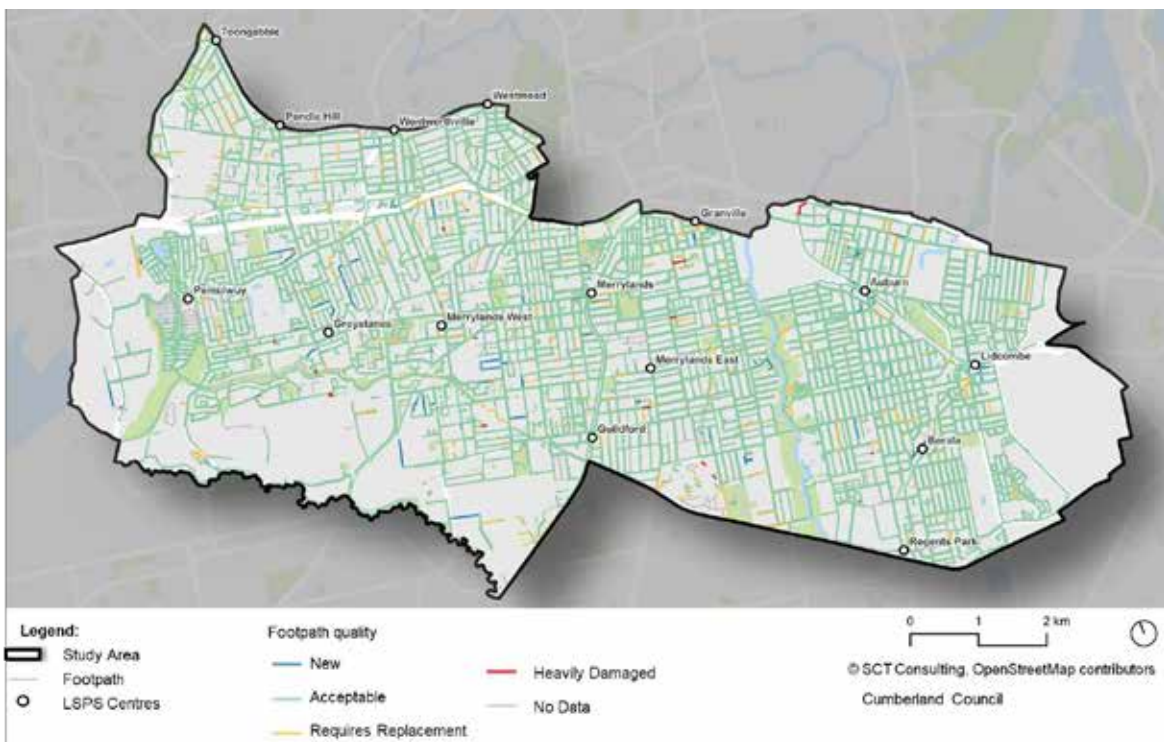 Toongabbie
Westmead
Pendle Hill
Wentworthville
Granville
Pemulwuy
Merrylands
Auburn
Greystanes
Merrylands West
Merrylands East
Lidcombe
Guildford
Berala
Regents Park
Legend:
Study Area
Footpath
LSPS Centres
Footpath quality
New
Acceptable
Requires Replacement
Heavily Damaged
No Data
0 1 2 km
© SCT Consulting, OpenStreetMap contributors
Cumberland Council